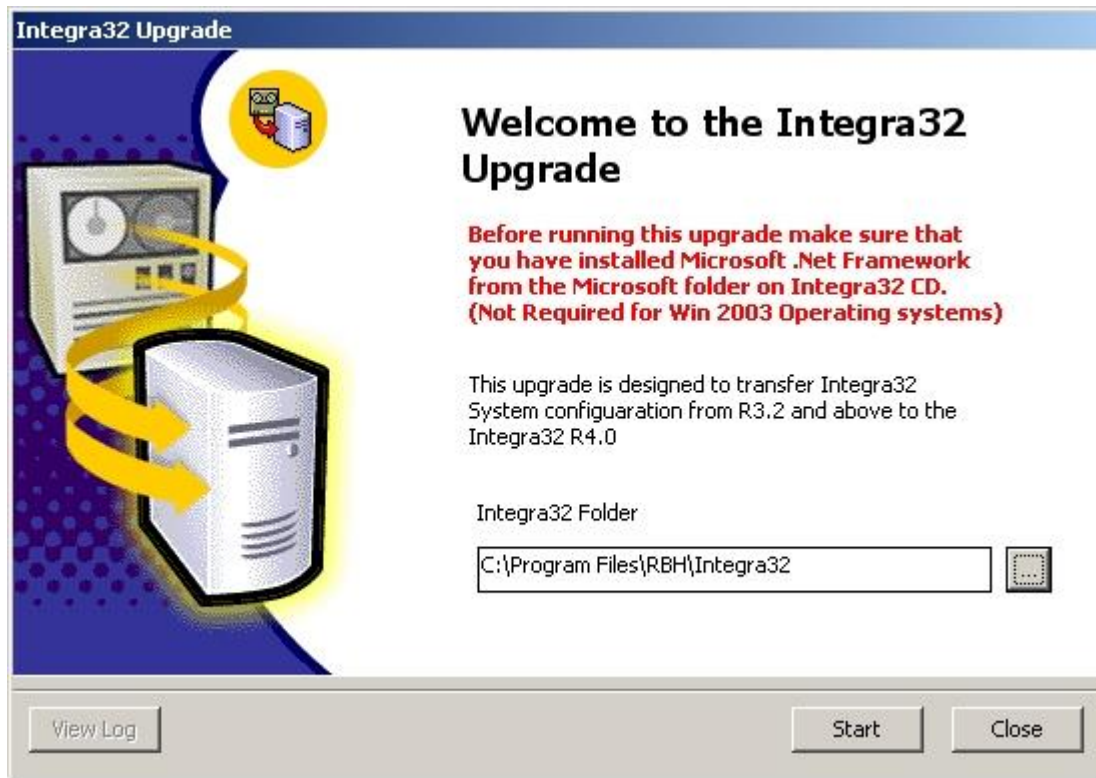 Integra32 Upgrade
Welcome to the Integra32
Upgrade
Before running this upgrade make sure that
you have installed Microsoft .Net Framework
from the Microsoft folder on Integra32 CD.
(Not Required for Win 2003 Operating systems)
This upgrade is designed to transfer Integra32
System configuaration from R3.2 and above to the
Integra32 R4.0
Integra32 Folder
C:\Program Files\RBH\Integra32
...
View Log
Start
Close